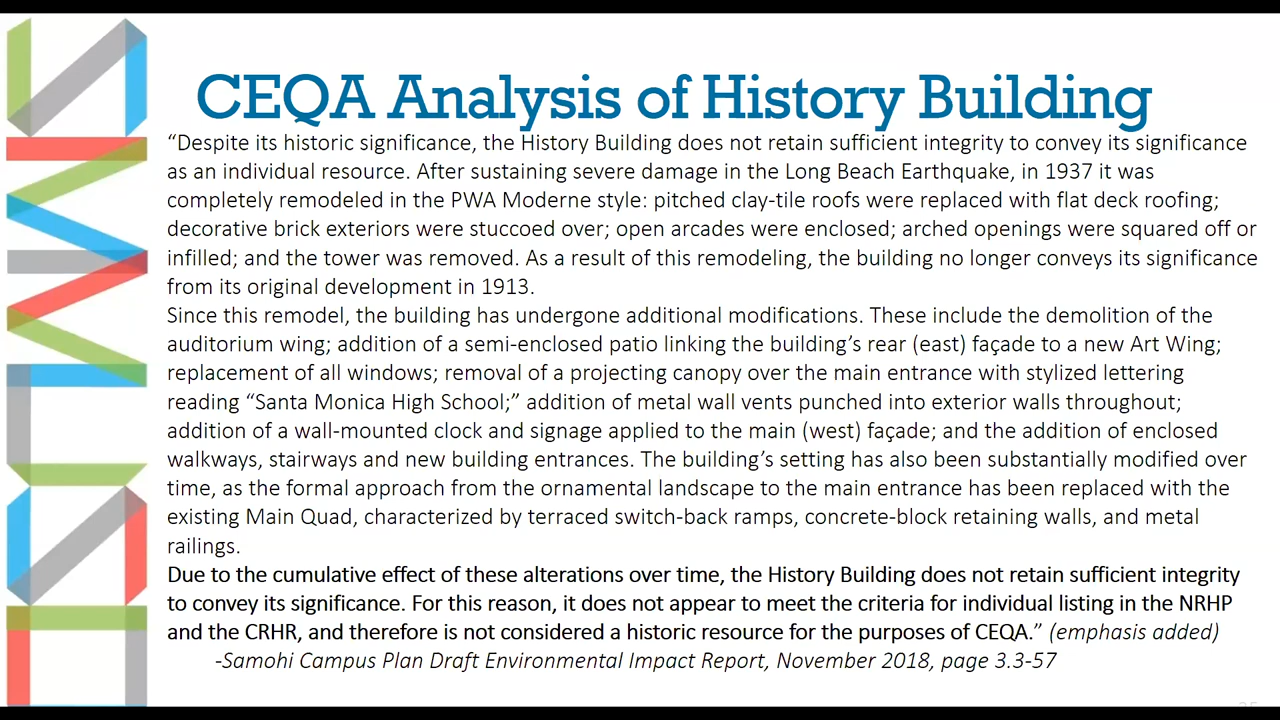 CEQA Analysis of History Building
“Despite its historic significance, the History Building does not retain sufficient integrity to convey its significance
as an individual resource. After sustaining severe damage in the Long Beach Earthquake, in 1937 it was
completely remodeled in the PWA Moderne style: pitched clay-tile roofs were replaced with flat deck roofing;
decorative brick exteriors were stuccoed over; open arcades were enclosed; arched openings were squared off or
infilled; and the tower was removed. As a result of this remodeling, the building no longer conveys its significance
from its original development in 1913.
Since this remodel, the building has undergone additional modifications. These include the demolition of the
auditorium wing; addition of a semi-enclosed patio linking the building’s rear (east) façade to a new Art Wing;
replacement of all windows; removal of a projecting canopy over the main entrance with stylized lettering
reading “Santa Monica High School;” addition of metal wall vents punched into exterior walls throughout;
addition of a wall-mounted clock and signage applied to the main (west) façade; and the addition of enclosed
walkways, stairways and new building entrances. The building’s setting has also been substantially modified over
time, as the formal approach from the ornamental landscape to the main entrance has been replaced with the
existing Main Quad, characterized by terraced switch-back ramps, concrete-block retaining walls, and metal
railings.
Due to the cumulative effect of these alterations over time, the History Building does not retain sufficient integrity
to convey its significance. For this reason, it does not appear to meet the criteria for individual listing in the NRHP
and the CRHR, and therefore is not considered a historic resource for the purposes of CEQA.” (emphasis added)
-Samohi Campus Plan Draft Environmental Impact Report, November 2018, page 3.3-57